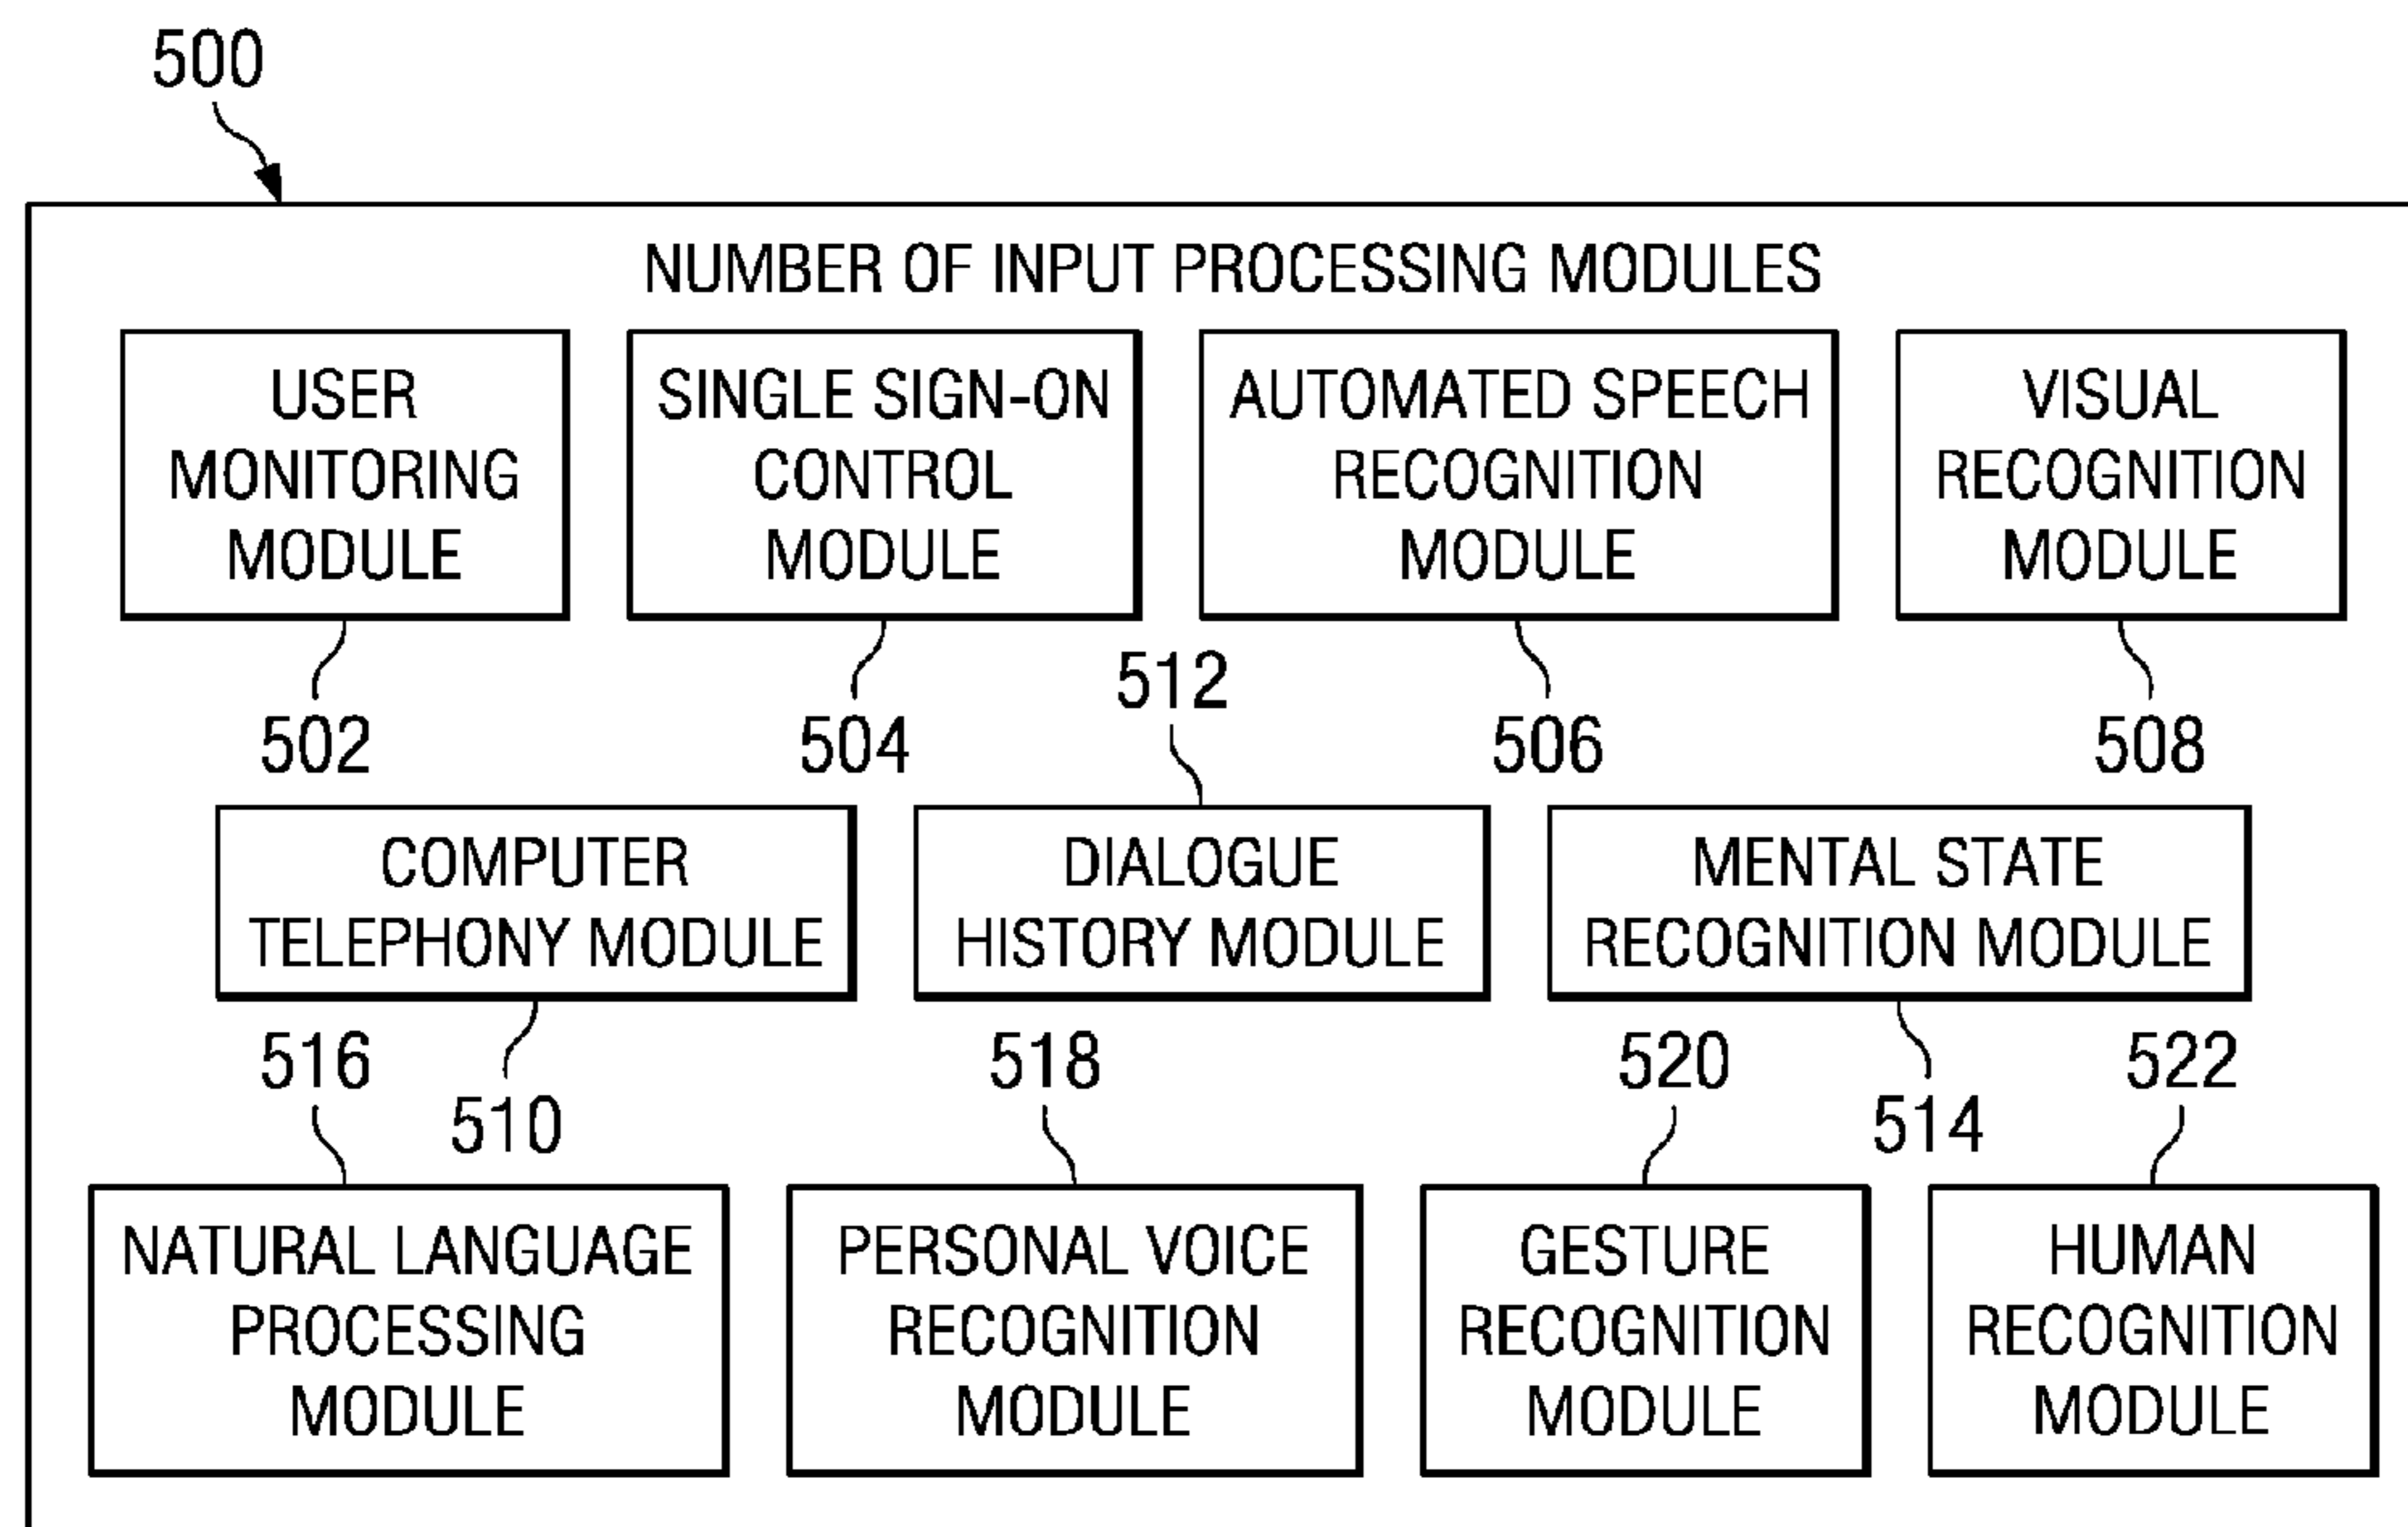 500
NUMBER OF INPUT PROCESSING MODULES
USER
MONITORING
MODULE
502
SINGLE SIGN-ON
CONTROL
MODULE
504
AUTOMATED SPEECH
RECOGNITION
MODULE
506
VISUAL
RECOGNITION
MODULE
508
COMPUTER
TELEPHONY MODULE
510
512
DIALOGUE
HISTORY MODULE
MENTAL STATE
RECOGNITION MODULE
514
516
NATURAL LANGUAGE
PROCESSING
MODULE
518
PERSONAL VOICE
RECOGNITION
MODULE
520
GESTURE
RECOGNITION
MODULE
522
HUMAN
RECOGNITION
MODULE